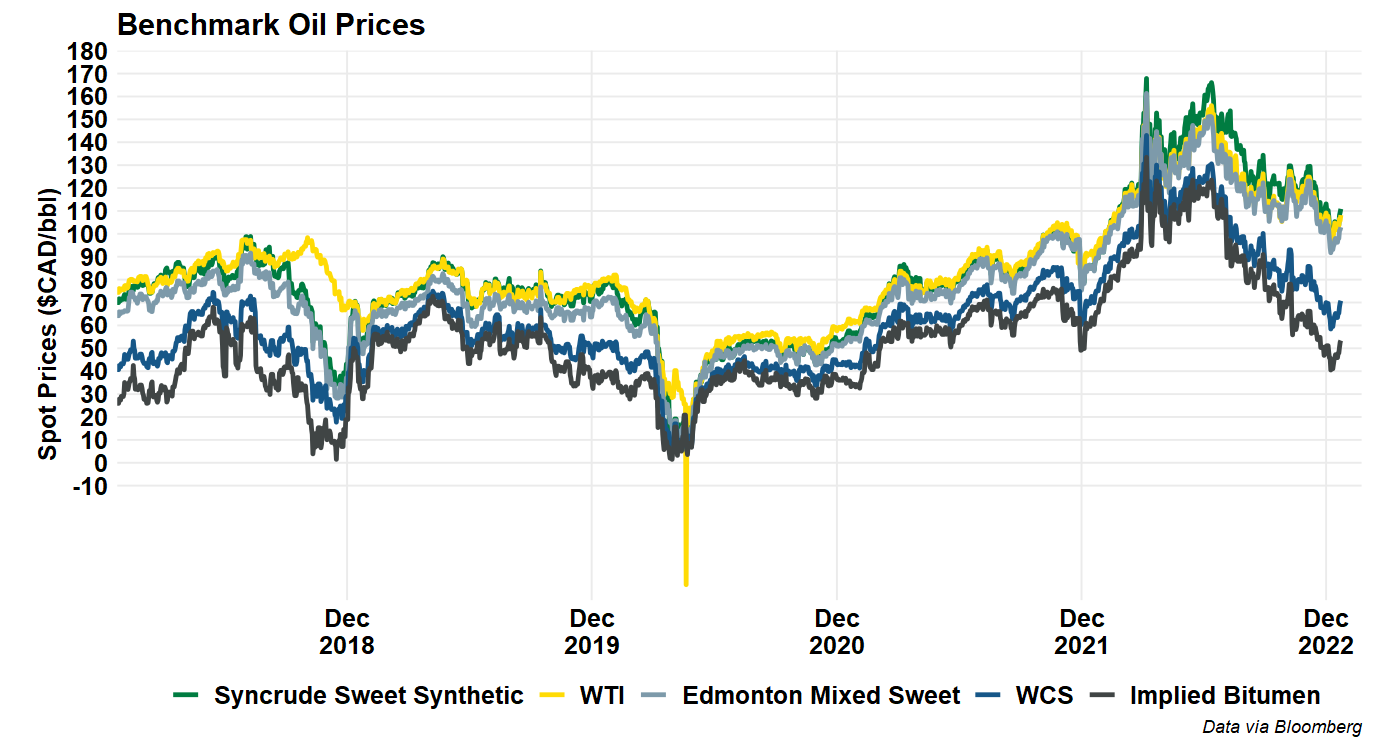 Benchmark Oil Prices
Spot Prices ($CAD/bbl)
180
170
160
150
140
130
120
110
100
90
80
70
60
50
40
30
20
10
0
-10
Dec 2018
Dec 2019
Dec 2020
Dec 2021
Dec 2022
Syncrude Sweet Synthetic WTI Edmonton Mixed Sweet WCS Implied Bitumen
Data via Bloomberg